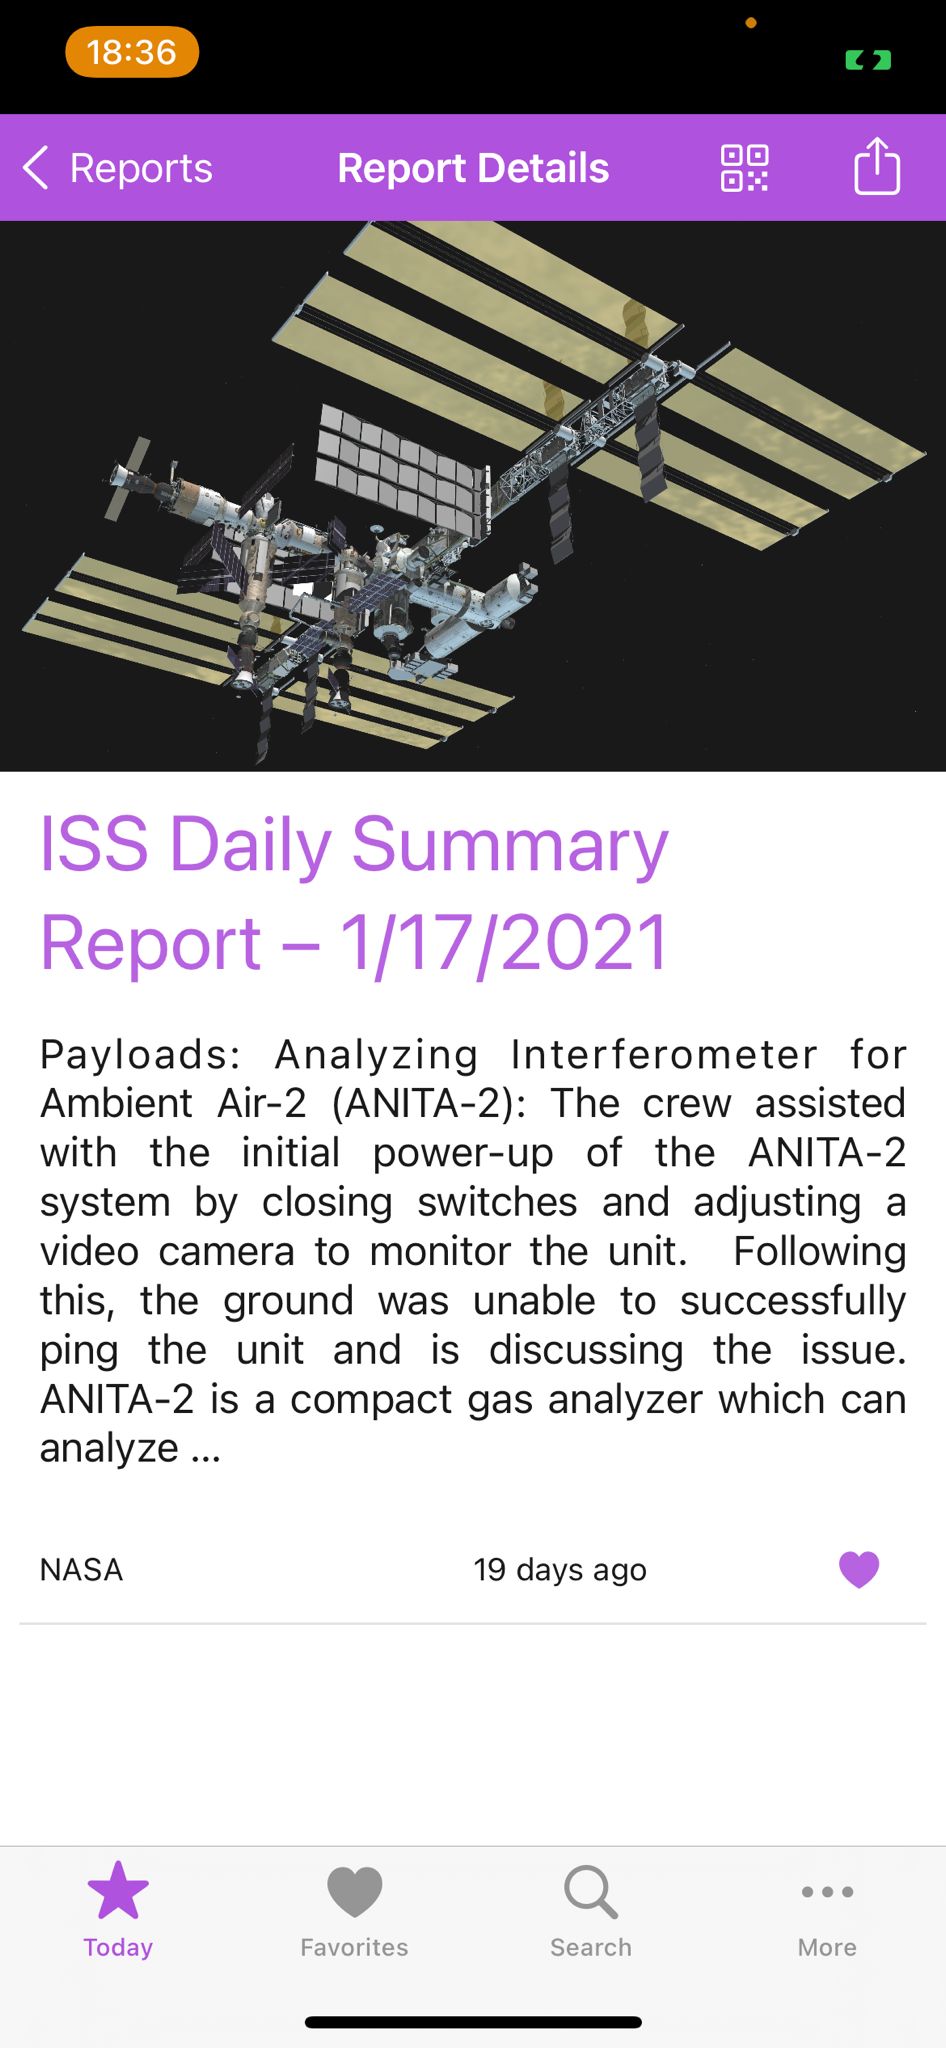 18:36
Reports
Report Details
ISS Daily Summary
Report – 1/17/2021
Payloads: Analyzing Interferometer for
Ambient Air-2 (ANITA-2): The crew assisted
with the initial power-up of the ANITA-2
system by closing switches and adjusting a
video camera to monitor the unit.  Following
this, the ground was unable to successfully
ping the unit and is discussing the issue.
ANITA-2 is a compact gas analyzer which can
analyze ...
NASA
19 days ago
Today
Favorites
Search
More